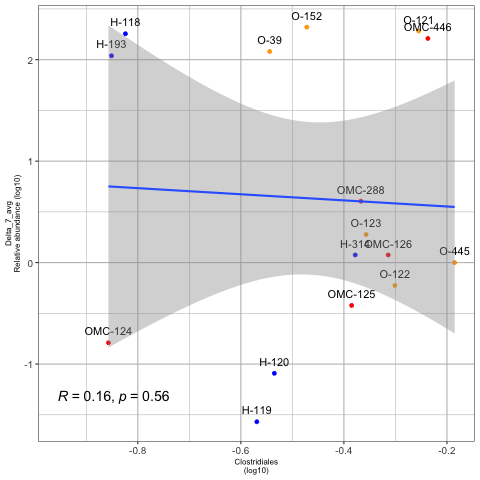 O-152
O-121
H-118
OMC-446
O-39
H-193
2
1
OMC-288
O-123
H-314
OMC-126
O-445
0
O-122
OMC-125
OMC-124
H-120
-1
R = 0.16, p = 0.56
H-119
-0.8
-0.6
-0.4
-0.2
Clostridiales
(log10)
Delta_7_avg
Relative abundance (log10)